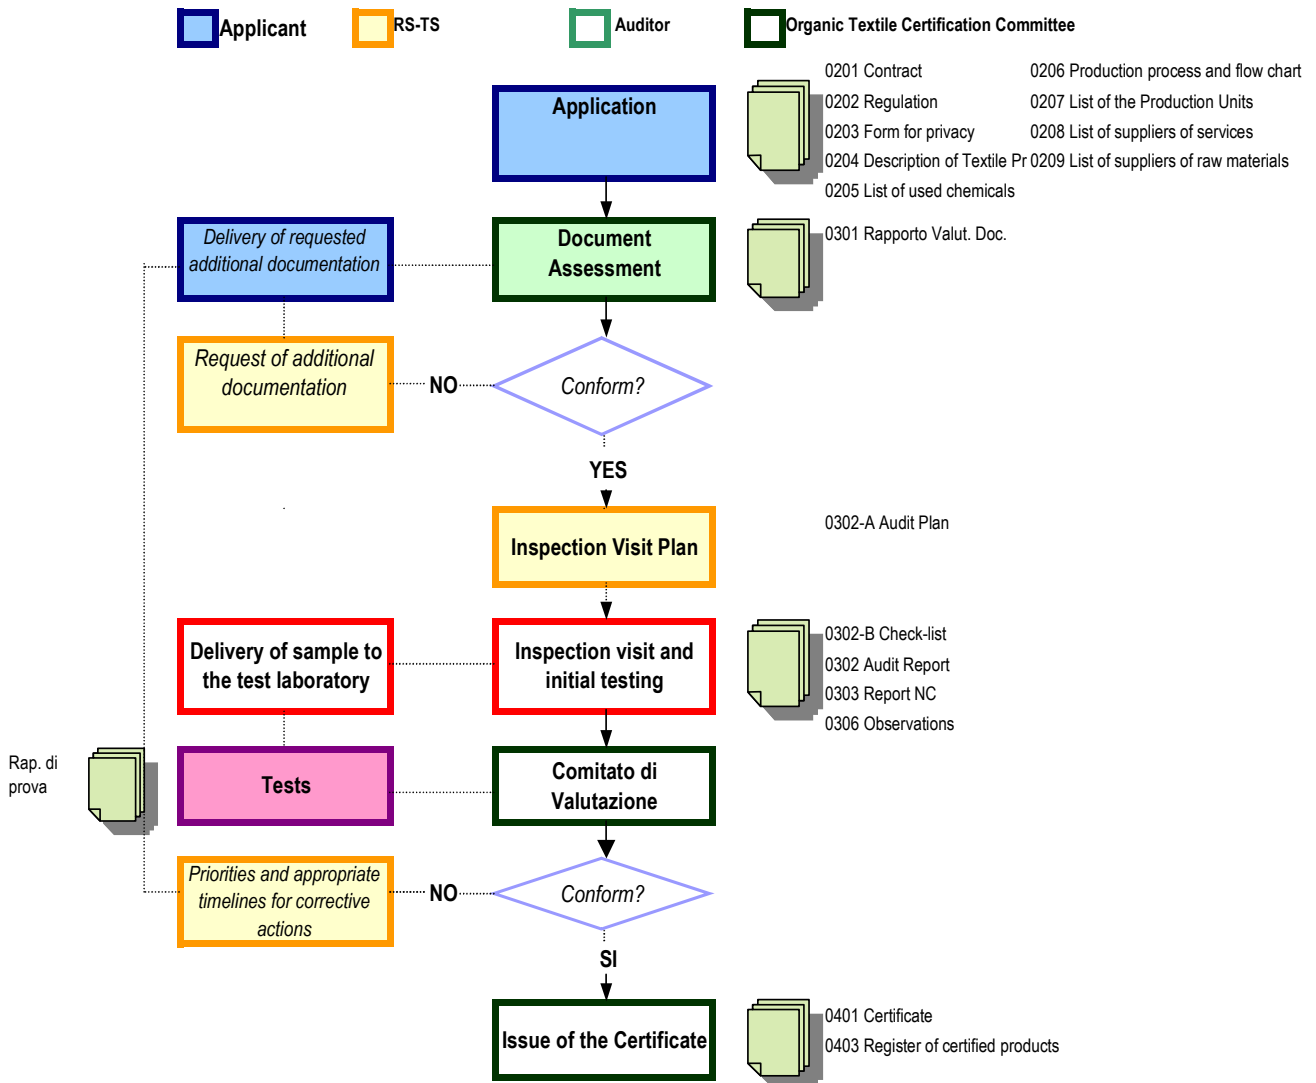 Applicant
RS-TS
Auditor
Organic Textile Certification Committee
Application
0201 Contract
0206 Production process and flow chart
0202 Regulation
0207 List of the Production Units
0203 Form for privacy
0208 List of suppliers of services
0204 Description of Textile Pr
0209 List of suppliers of raw materials
0205 List of used chemicals
Delivery of requested
additional documentation
Document
Assessment
0301 Rapporto Valut. Doc.
Request of additional
documentation
NO
Conform?
YES
Inspection Visit Plan
0302-A Audit Plan
Delivery of sample to
the test laboratory
Inspection visit and
initial testing
0302-B Check-list
0302 Audit Report
0303 Report NC
0306 Observations
Rap. di
prova
Tests
Comitato di
Valutazione
Priorities and appropriate
timelines for corrective
actions
NO
Conform?
SI
Issue of the Certificate
0401 Certificate
0403 Register of certified products